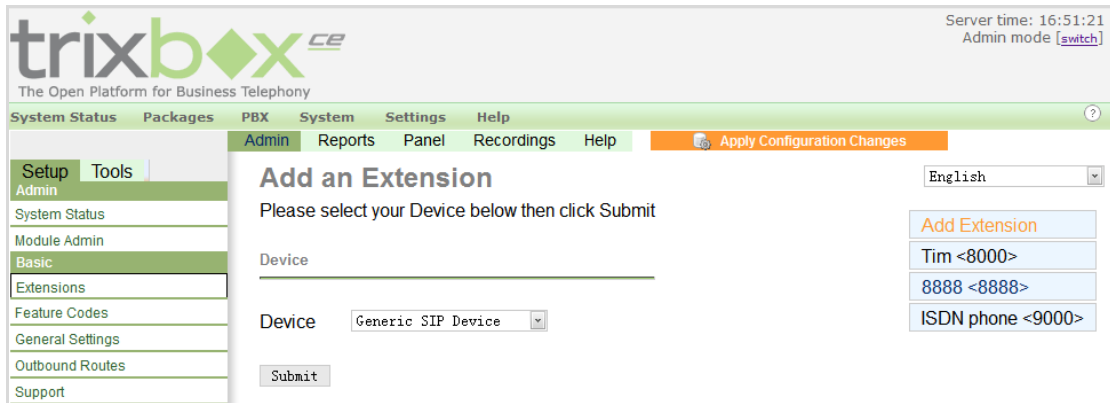 trixbox ce
The Open Platform for Business Telephony
Server time: 16:51:21
Admin mode [switch]
System Status Packages PBX System Settings Help ?
Admin Reports Panel Recordings Help Apply Configuration Changes
Setup Tools
Admin
System Status
Module Admin
Basic
Extensions
Feature Codes
General Settings
Outbound Routes
Support
Add an Extension
Please select your Device below then click Submit
Device
Device Generic SIP Device
Submit
English
Add Extension
Tim <8000>
8888 <8888>
ISDN phone <9000>